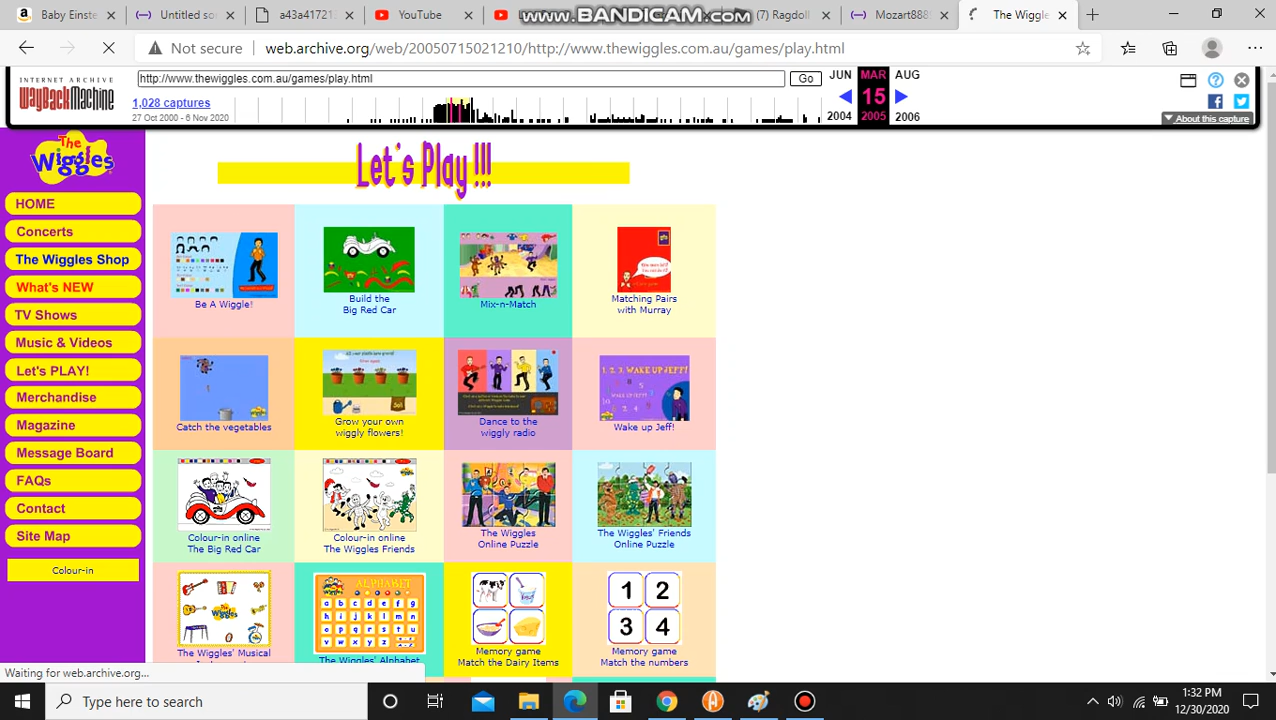 Baby Einste
Untitled so
a43a417213
YouTube
www.BANDICAM.com
(7) Ragdoll
Mozart888
The Wiggle
Not secure
web.archive.org/web/20050715021210/http://www.thewiggles.com.au/games/play.html
INTERNET ARCHIVE
WayBackMachine
http://www.thewiggles.com.au/games/play.html
Go
JUN
MAR
AUG
1,028 captures
15
27 Oct 2000 - 6 Nov 2020
2004
2005
2006
About this capture
The Wiggles
Let's Play !!!
HOME
Concerts
The Wiggles Shop
What's NEW
TV Shows
Music & Videos
Let's PLAY!
Merchandise
Magazine
Message Board
FAQs
Contact
Site Map
Colour-in
Be A Wiggle!
Build the
Big Red Car
Mix-n-Match
Matching Pairs
with Murray
Catch the vegetables
Grow your own
wiggly flowers!
Dance to the
wiggly radio
1, 2, 3, WAKE UP JEFF!
Wake up Jeff!
Colour-in online
The Big Red Car
Colour-in online
The Wiggles Friends
The Wiggles
Online Puzzle
The Wiggles' Friends
Online Puzzle
The Wiggles' Musical
ALPHABET
a b c d e f g
The Wiggles' Alphabet
Memory game
Match the Dairy Items
1 2
3 4
Memory game
Match the numbers
Waiting for web.archive.org...
Type here to search
1:32 PM
12/30/2020